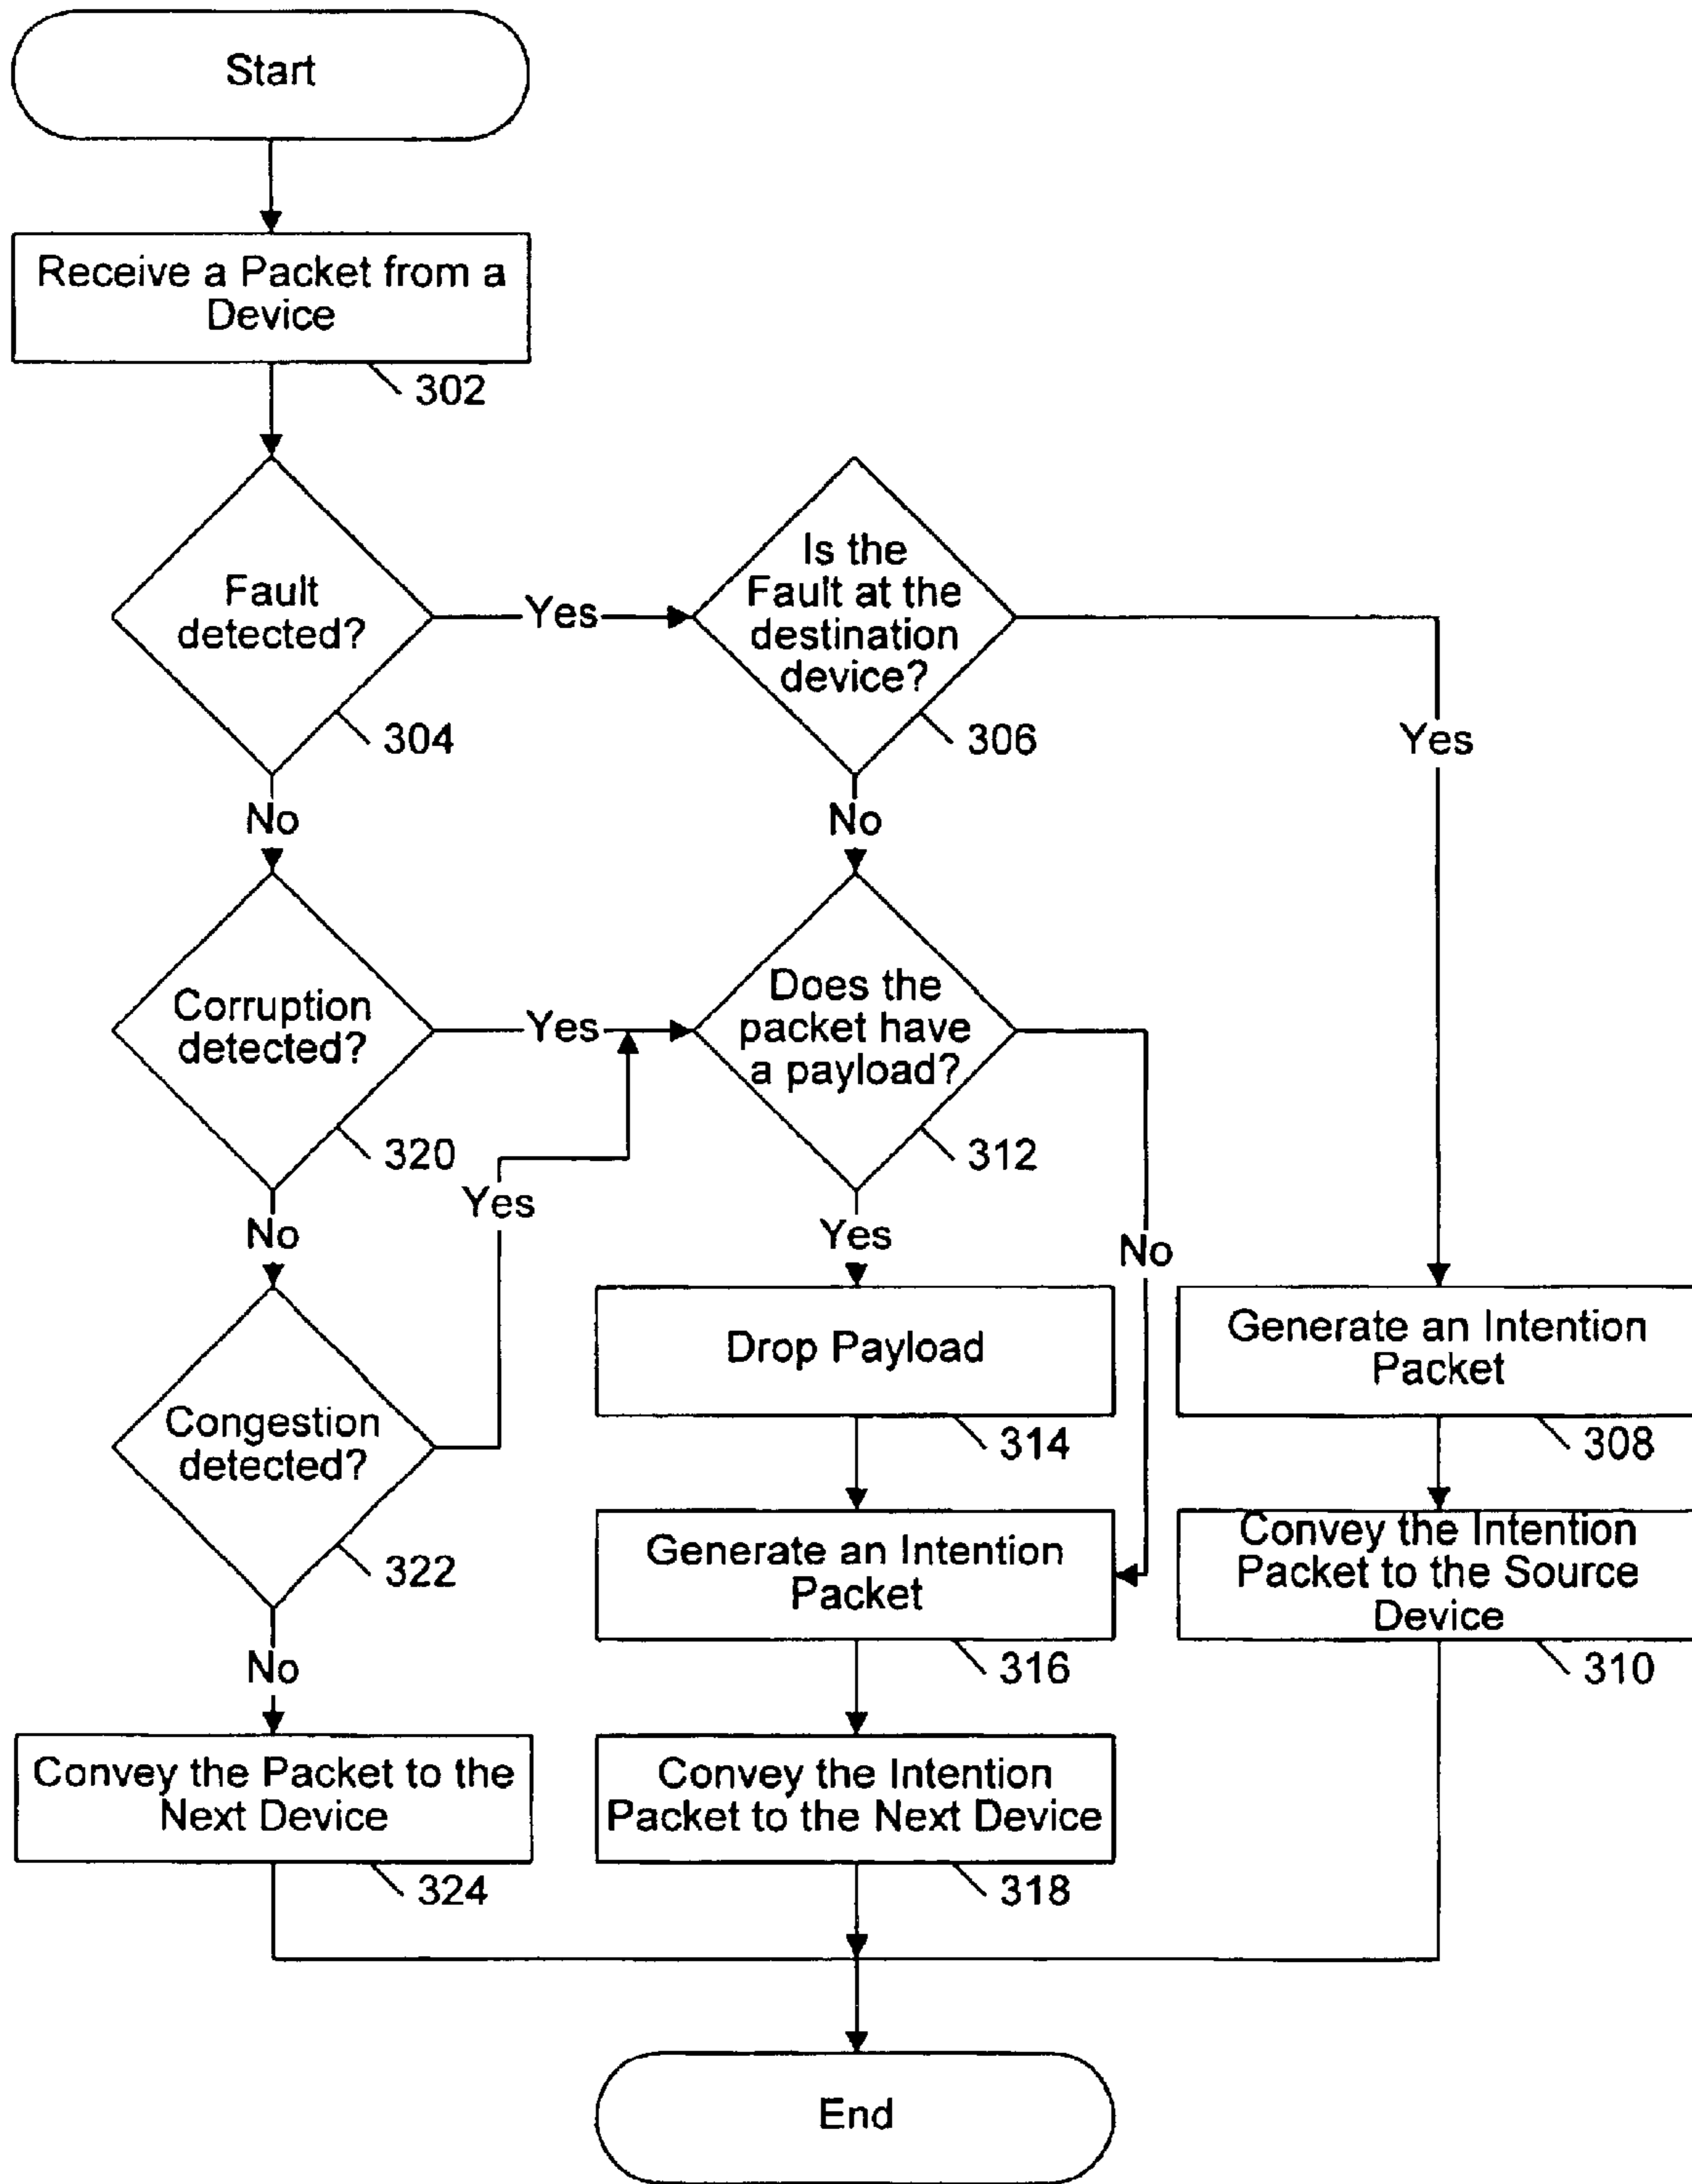 Start
Receive a Packet from a
Device
302
Fault
detected?
304
Yes
Is the
Fault at the
destination
device?
306
Yes
No
No
Corruption
detected?
320
Yes
Does the
packet have
a payload?
312
Yes
No
Yes
No
Congestion
detected?
322
Drop Payload
314
Generate an Intention
Packet
308
Generate an Intention
Packet
316
Convey the Intention
Packet to the Source
Device
310
No
Convey the Packet to the
Next Device
324
Convey the Intention
Packet to the Next Device
318
End